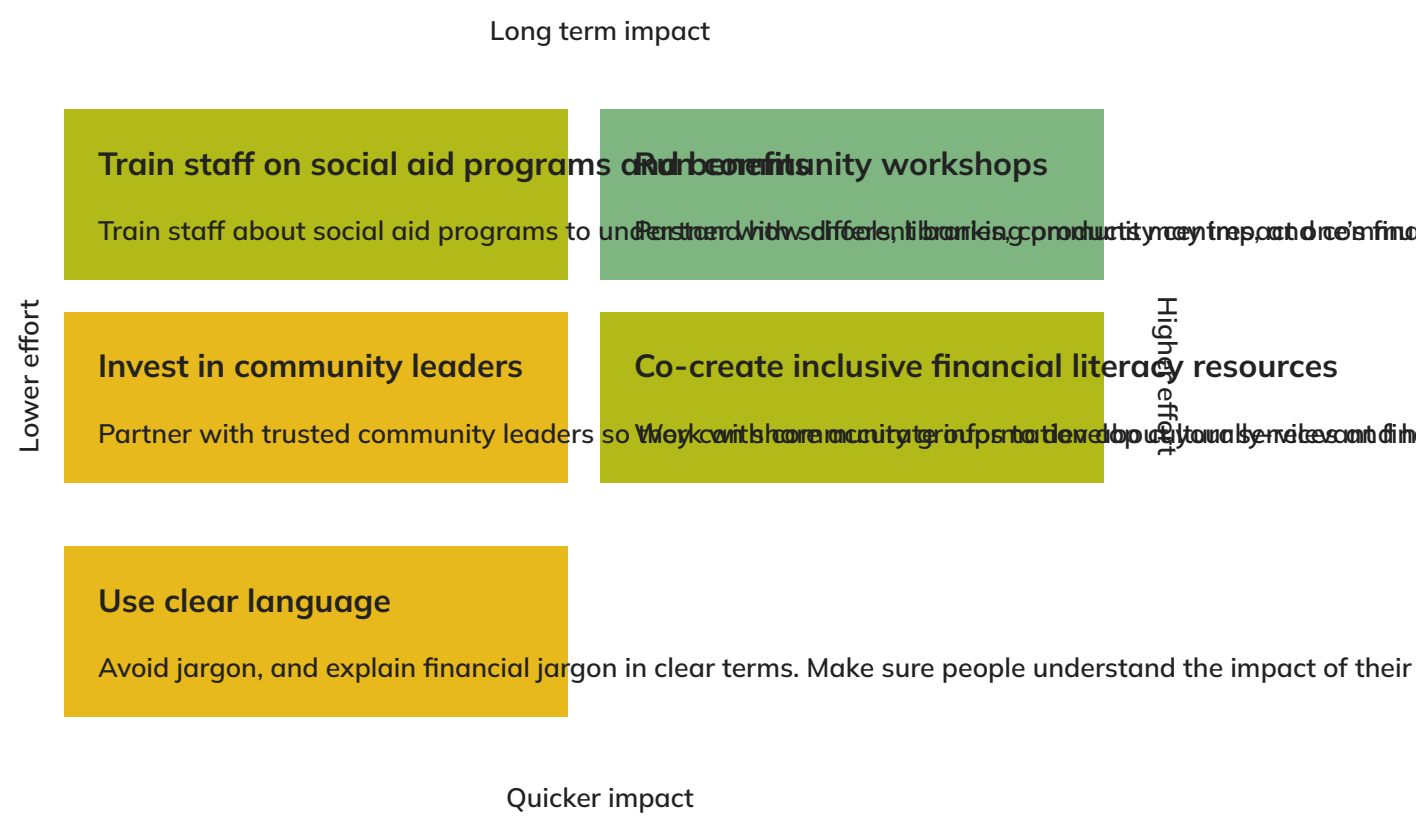 Long term impact
Train staff on social aid programs and benefits
Run community workshops
Train staff about social aid programs to understand how different banking products may impact one's
Partner with schools, libraries, community centres, and
Lower effort
Higher effort
Invest in community leaders
Co-create inclusive financial literacy resources
Partner with trusted community leaders so they can share accurate information about your services and
Work with community groups to develop culturally-relevant
Use clear language
Avoid jargon, and explain financial jargon in clear terms. Make sure people understand the impact of their
Quicker impact